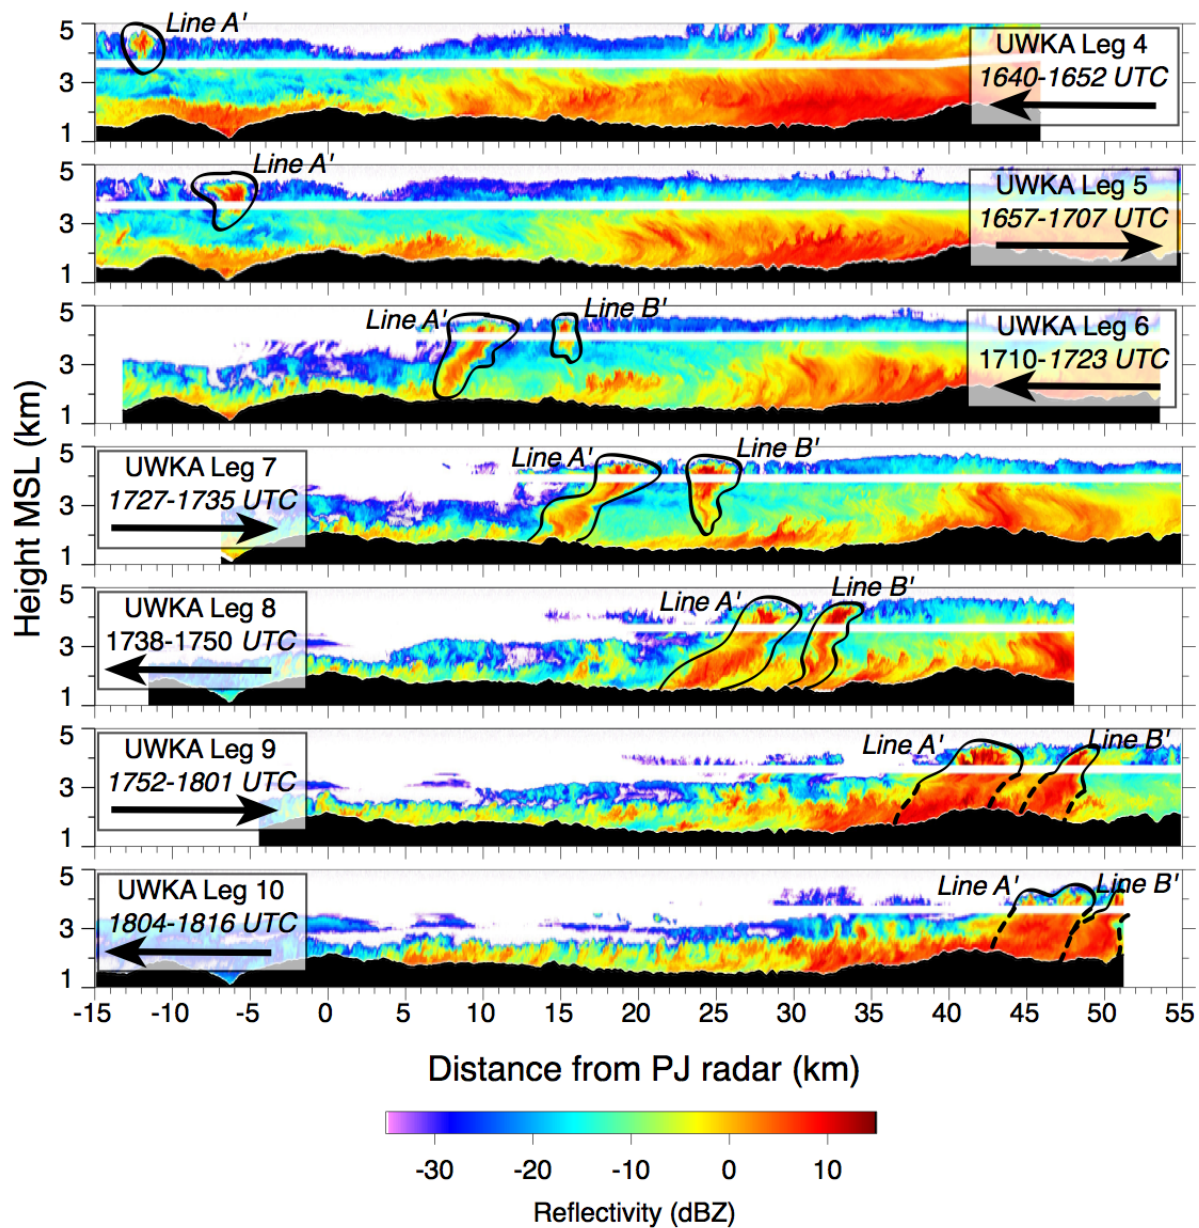 Line A'
5
3
1
UWKA Leg 4
1640-1652 UTC
Line A'
5
3
1
UWKA Leg 5
1657-1707 UTC
Line A'
Line B'
5
3
1
UWKA Leg 6
1710-1723 UTC
Height MSL (km)
Line A'
Line B'
5
3
1
UWKA Leg 7
1727-1735 UTC
Line A'
Line B'
5
3
1
UWKA Leg 8
1738-1750 UTC
Line A'
Line B'
5
3
1
UWKA Leg 9
1752-1801 UTC
Line A'
Line B'
5
3
1
UWKA Leg 10
1804-1816 UTC
-15 -10 -5 0 5 10 15 20 25 30 35 40 45 50 55
Distance from PJ radar (km)
-30 -20 -10 0 10
Reflectivity (dBZ)